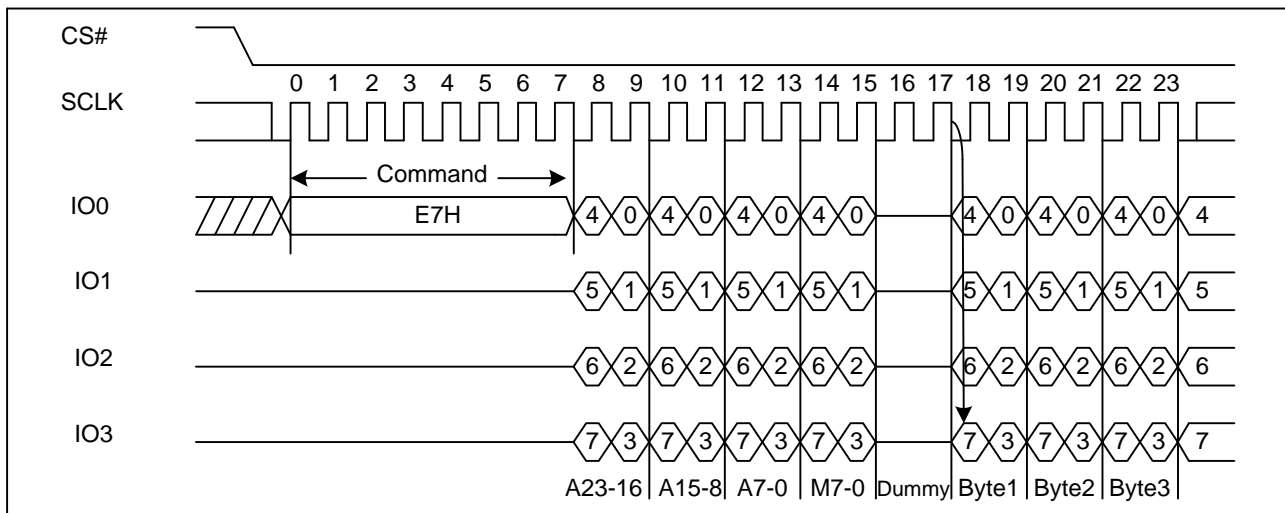 CS#
0 1 2 3 4 5 6 7 8 9 10 11 12 13 14 15 16 17 18 19 20 21 22 23
SCLK
Command
IO0 E7H 4 0 4 0 4 0 4 0 4 0 4 0 4 0 4
IO1 5 1 5 1 5 1 5 1 5 1 5 1 5 1 5
IO2 6 2 6 2 6 2 6 2 6 2 6 2 6 2 6
IO3 7 3 7 3 7 3 7 3 7 3 7 3 7 3 7
A23-16 A15-8 A7-0 M7-0 Dummy Byte1 Byte2 Byte3